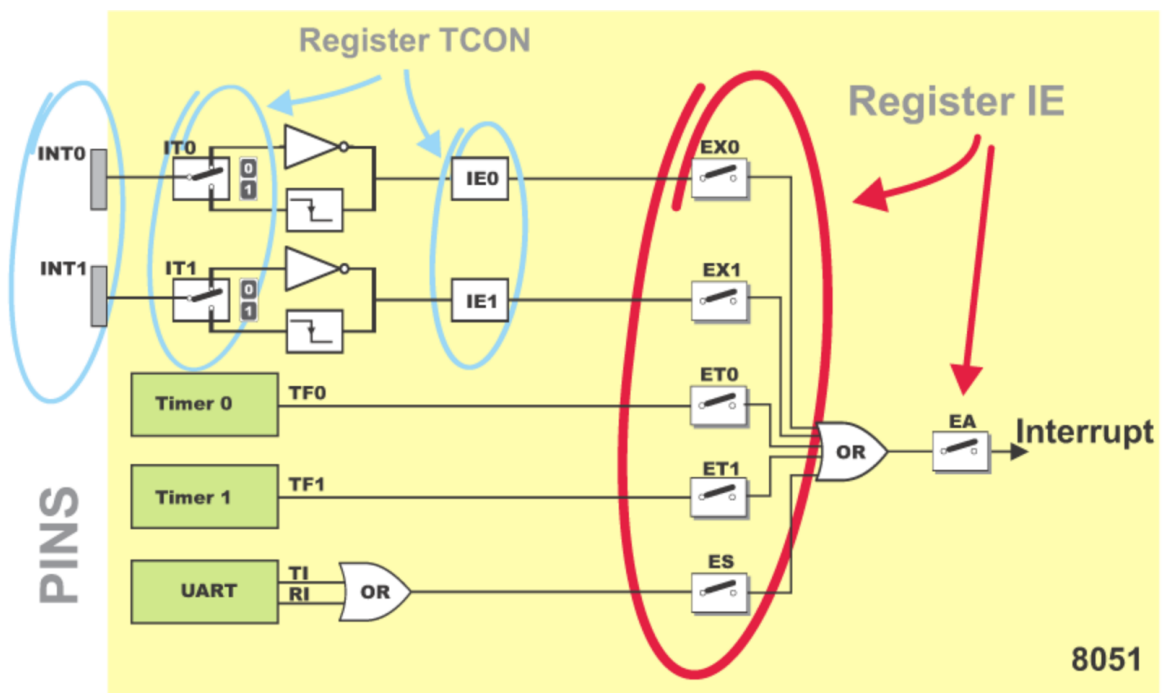 Register TCON
Register IE
PINS
INT0
IT0
0
1
IE0
EX0
INT1
IT1
0
1
IE1
EX1
Timer 0
TF0
ET0
OR
EA
Interrupt
Timer 1
TF1
ET1
UART
TI
RI
OR
ES
8051